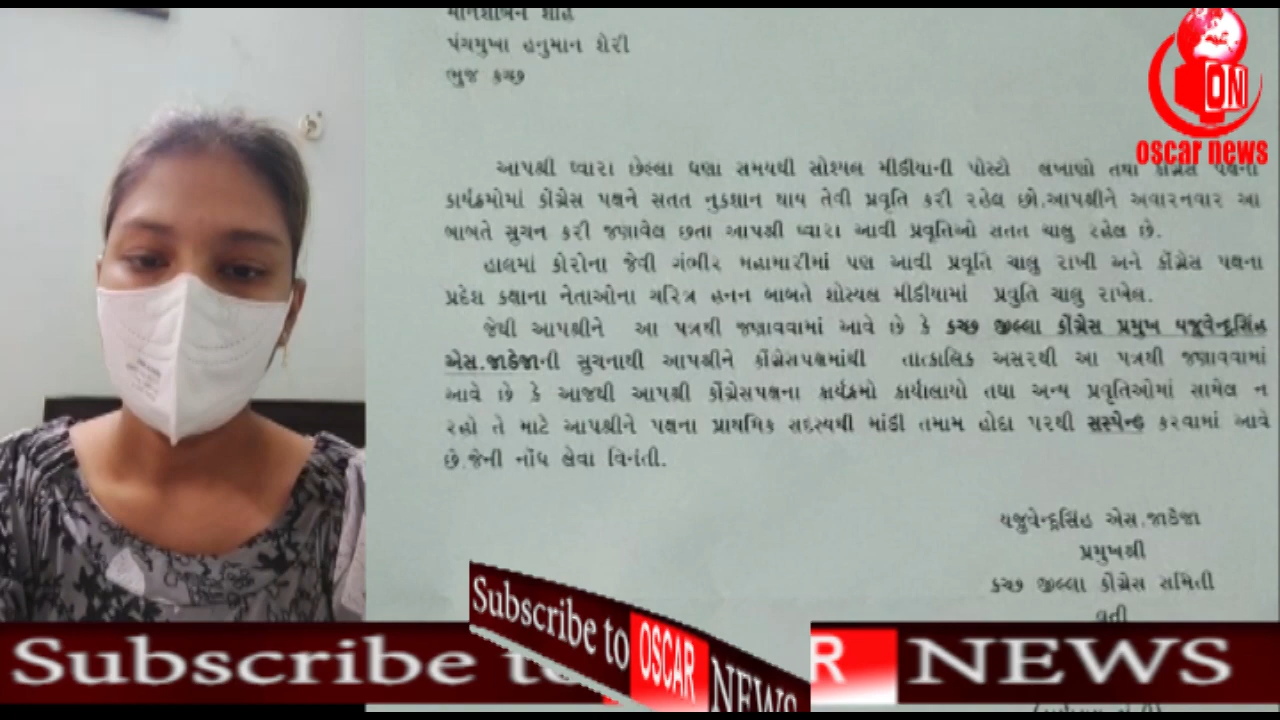 પંચમુખા હનુમાન શેરી
ભુજ કચ્છ
ON
oscar news
આપશ્રી ધ્વારા છેલ્લા ઘણા સમયથી સોશ્યલ મીડીયાની પોસ્ટો લખાણો તથા કોંગ્રેસ પક્ષના
કાર્યક્રમોમાં કોંગ્રેસ પક્ષને સતત નુકશાન થાય તેવી પ્રવૃતિ કરી રહેલ છો.આપશ્રીને અવારનવાર આ
બાબતે સુચન કરી જણાવેલ છતા આપશ્રી ધ્વારા આવી પ્રવૃતિઓ સતત ચાલુ રહેલ છે.
હાલમાં કોરોના જેવી ગંભીર મહામારીમાં પણ આવી પ્રવૃતિ ચાલુ રાખી અને કોંગ્રેસ પક્ષના
પ્રદેશ કક્ષાના નેતાઓના ચરિત્ર હનન બાબતે શોસ્યલ મીડીયામાં પ્રવુતિ ચાલુ રાખેલ.
જેથી આપશ્રીને આ પત્રથી જણાવવામાં આવે છે કે કચ્છ જીલ્લા કોંગ્રેસ પ્રમુખ યજુવેન્દ્રસિંહ
એસ.જાડેજાની સુચનાથી આપશ્રીને કોંગ્રેસપક્ષમાંથી તાત્કાલિક અસરથી આ પત્રથી જણાવવામાં
આવે છે કે આજથી આપશ્રી કોંગ્રેસપક્ષના કાર્યક્રમો કાર્યાલાયો તથા અન્ય પ્રવૃતિઓમાં સામેલ ન
રહો તે માટે આપશ્રીને પક્ષના પ્રાથમિક સદસ્યથી માંડી તમામ હોદા પરથી સસ્પેન્ડ કરવામાં આવે
છે.જેની નોંધ લેવા વિનંતી.
યજુવેન્દ્રસિંહ એસ.જાડેજા
પ્રમુખશ્રી
કચ્છ જીલ્લા કોંગ્રેસ સમિતી
વતી
Subscribe to OSCAR NEWS
Subscribe to R NEWS